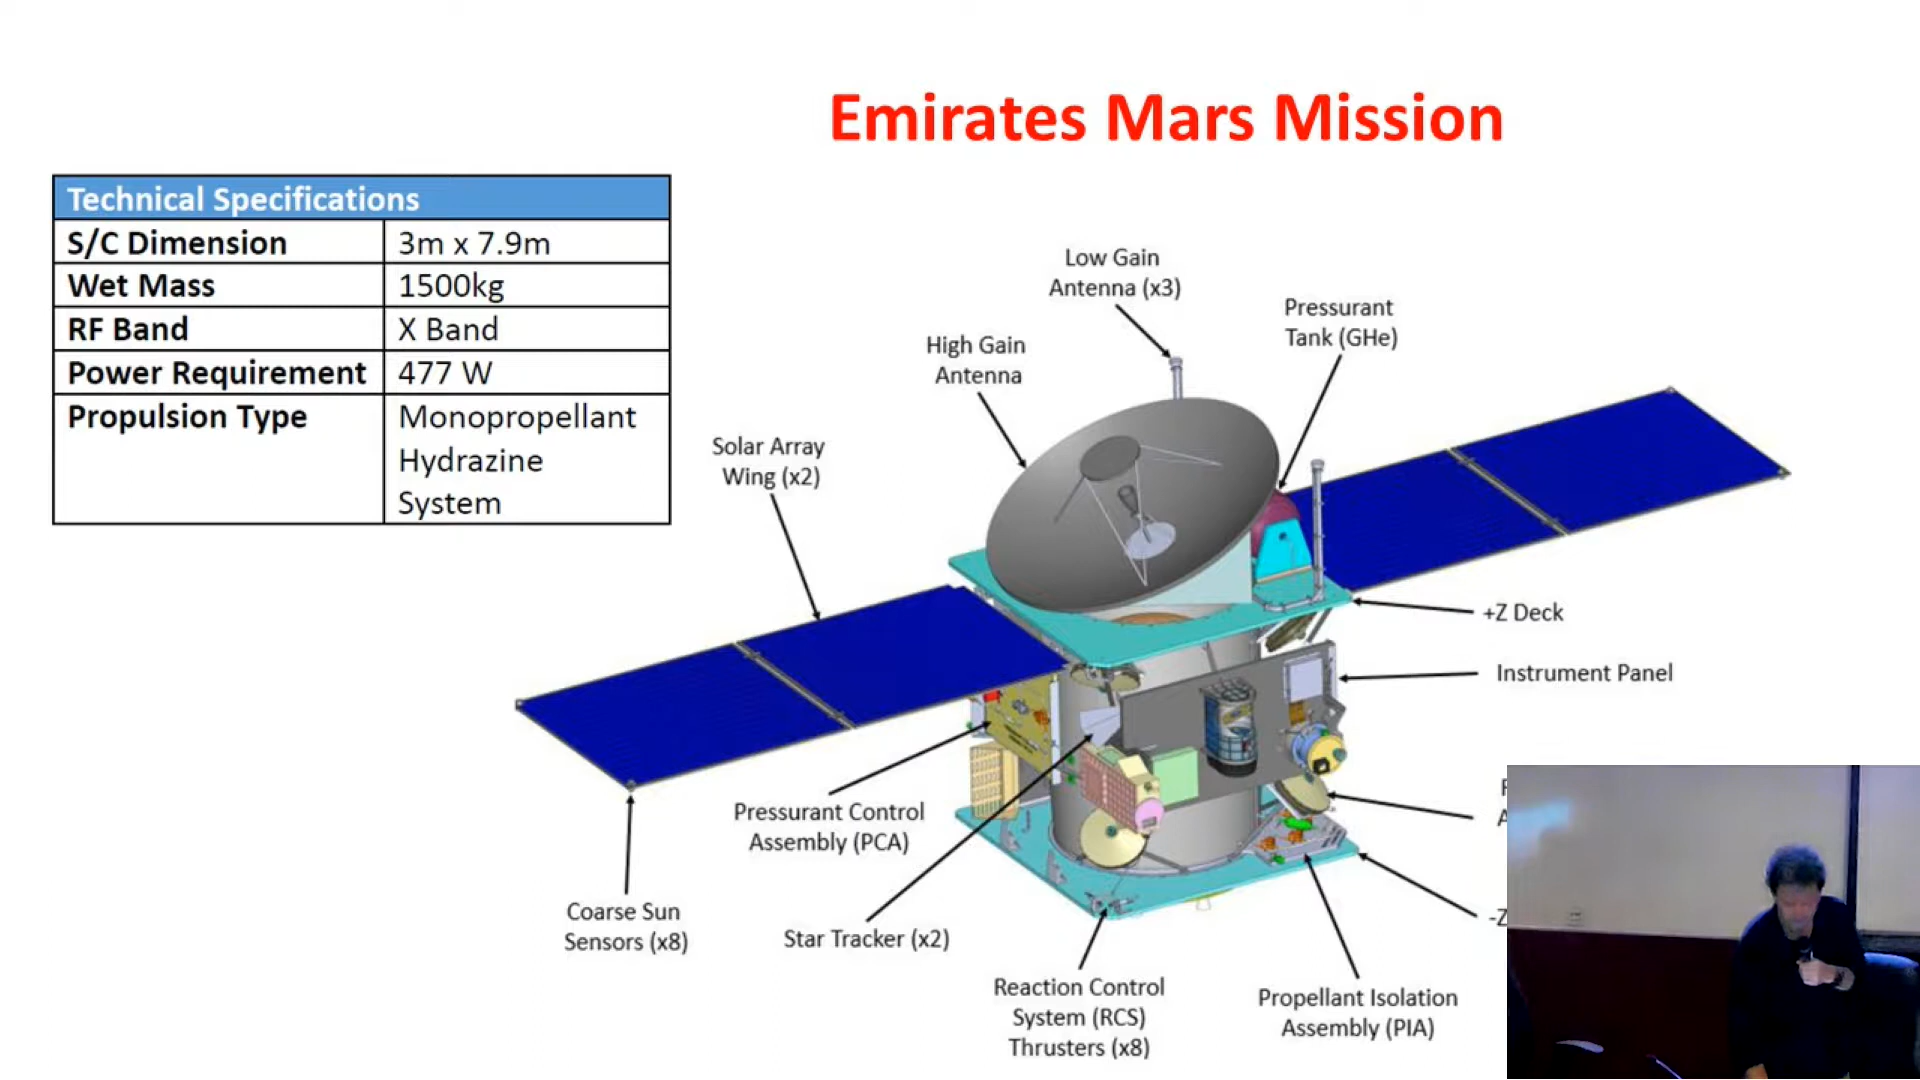 Emirates Mars Mission
Technical Specifications
S/C Dimension 3m x 7.9m
Wet Mass 1500kg
RF Band X Band
Power Requirement 477 W
Propulsion Type Monopropellant
Hydrazine
System
Low Gain
Antenna (x3)
Pressurant
Tank (GHe)
High Gain
Antenna
Solar Array
Wing (x2)
+Z Deck
Instrument Panel
Pressurant Control
Assembly (PCA)
-Z
Coarse Sun
Sensors (x8)
Star Tracker (x2)
Reaction Control
System (RCS)
Thrusters (x8)
Propellant Isolation
Assembly (PIA)